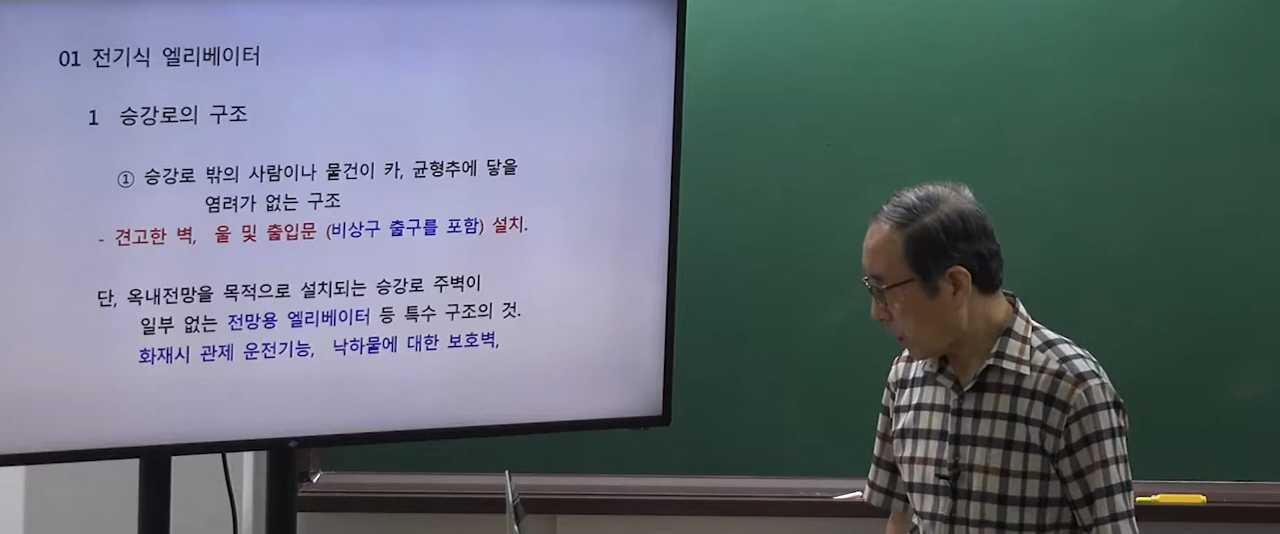 01 전기식 엘리베이터
1 승강로의 구조
① 승강로 밖의 사람이나 물건이 카, 균형추에 닿을
염려가 없는 구조
- 견고한 벽, 울 및 출입문 (비상구 출구를 포함) 설치.
단, 옥내전망을 목적으로 설치되는 승강로 주벽이
일부 없는 전망용 엘리베이터 등 특수 구조의 것.
화재시 관제 운전기능, 낙하물에 대한 보호벽,